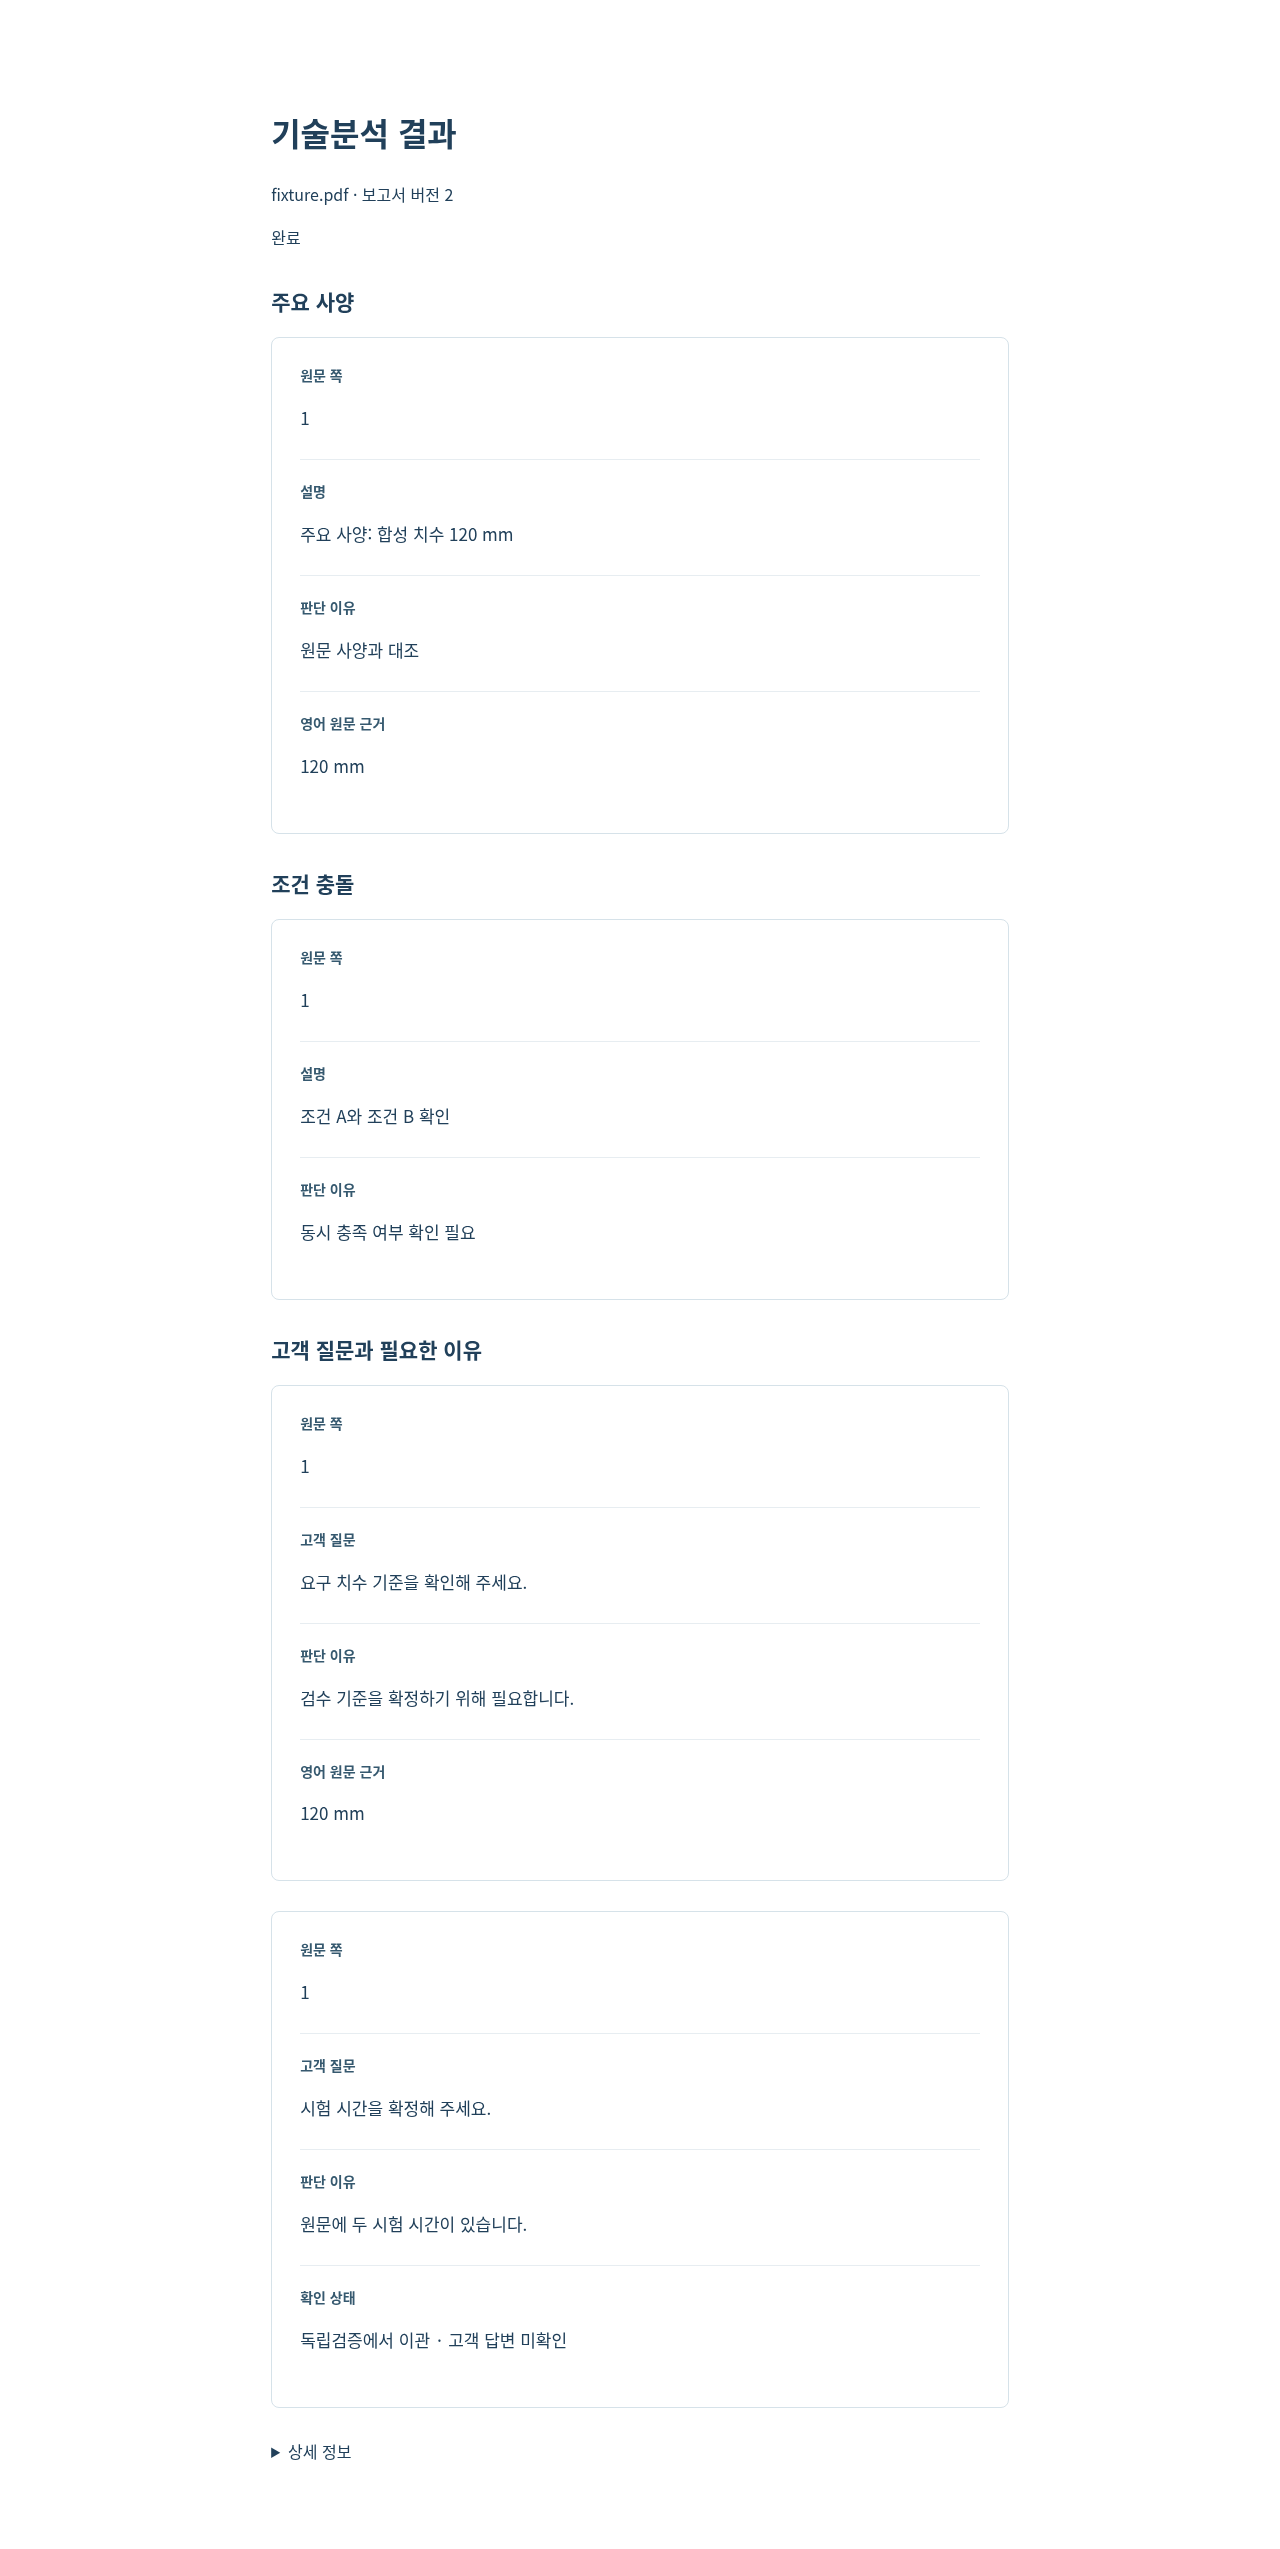 기술분석 결과
fixture.pdf · 보고서 버전 2
완료
주요 사양
원문 쪽
1
설명
주요 사양: 합성 치수 120 mm
판단 이유
원문 사양과 대조
영어 원문 근거
120 mm
조건 충돌
원문 쪽
1
설명
조건 A와 조건 B 확인
판단 이유
동시 충족 여부 확인 필요
고객 질문과 필요한 이유
원문 쪽
1
고객 질문
요구 치수 기준을 확인해 주세요.
판단 이유
검수 기준을 확정하기 위해 필요합니다.
영어 원문 근거
120 mm
원문 쪽
1
고객 질문
시험 시간을 확정해 주세요.
판단 이유
원문에 두 시험 시간이 있습니다.
확인 상태
독립검증에서 이관 · 고객 답변 미확인
▶ 상세 정보